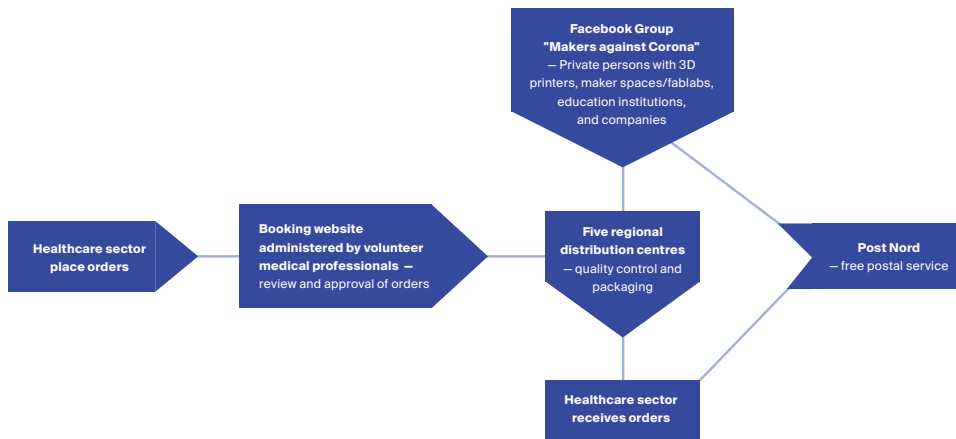 Facebook Group
"Makers against Corona"
— Private persons with 3D
printers, maker spaces/fablabs,
education institutions,
and companies
Healthcare sector
place orders
Booking website
administered by volunteer
medical professionals —
review and approval of orders
Five regional
distribution centres
— quality control and
packaging
Post Nord
— free postal service
Healthcare sector
receives orders